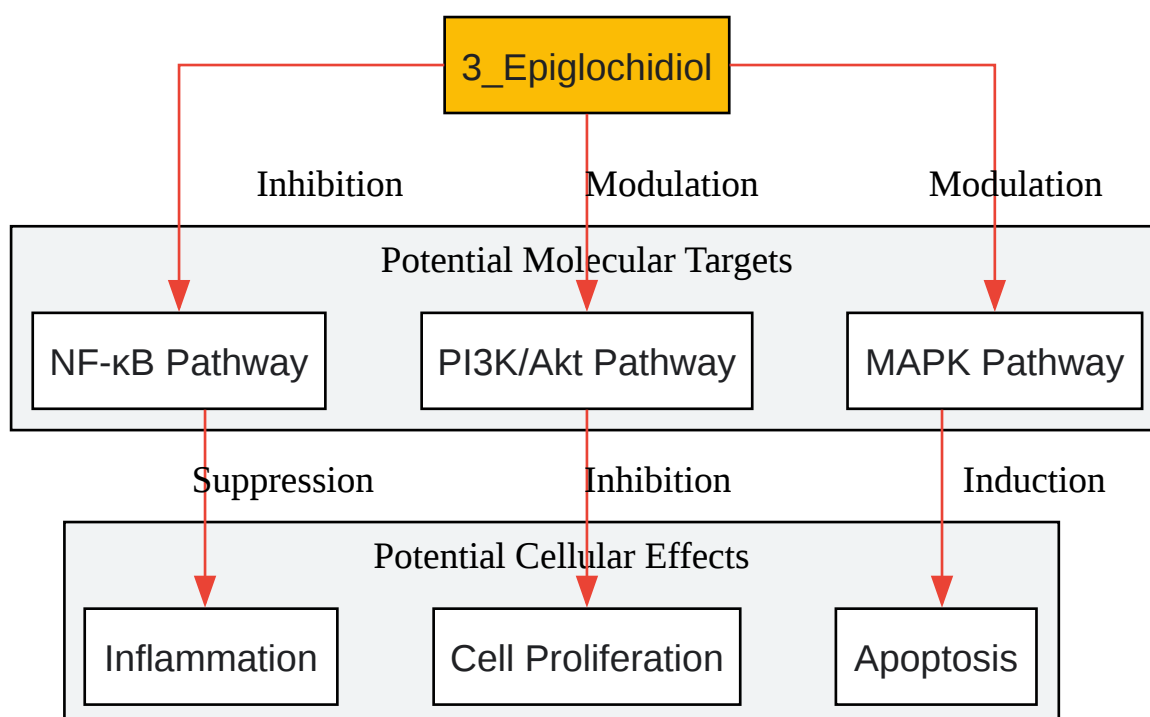 3_Epiglochidiol
Inhibition
Modulation
Modulation
Potential Molecular Targets
NF-κB Pathway
PI3K/Akt Pathway
MAPK Pathway
Suppression
Inhibition
Induction
Potential Cellular Effects
Inflammation
Cell Proliferation
Apoptosis